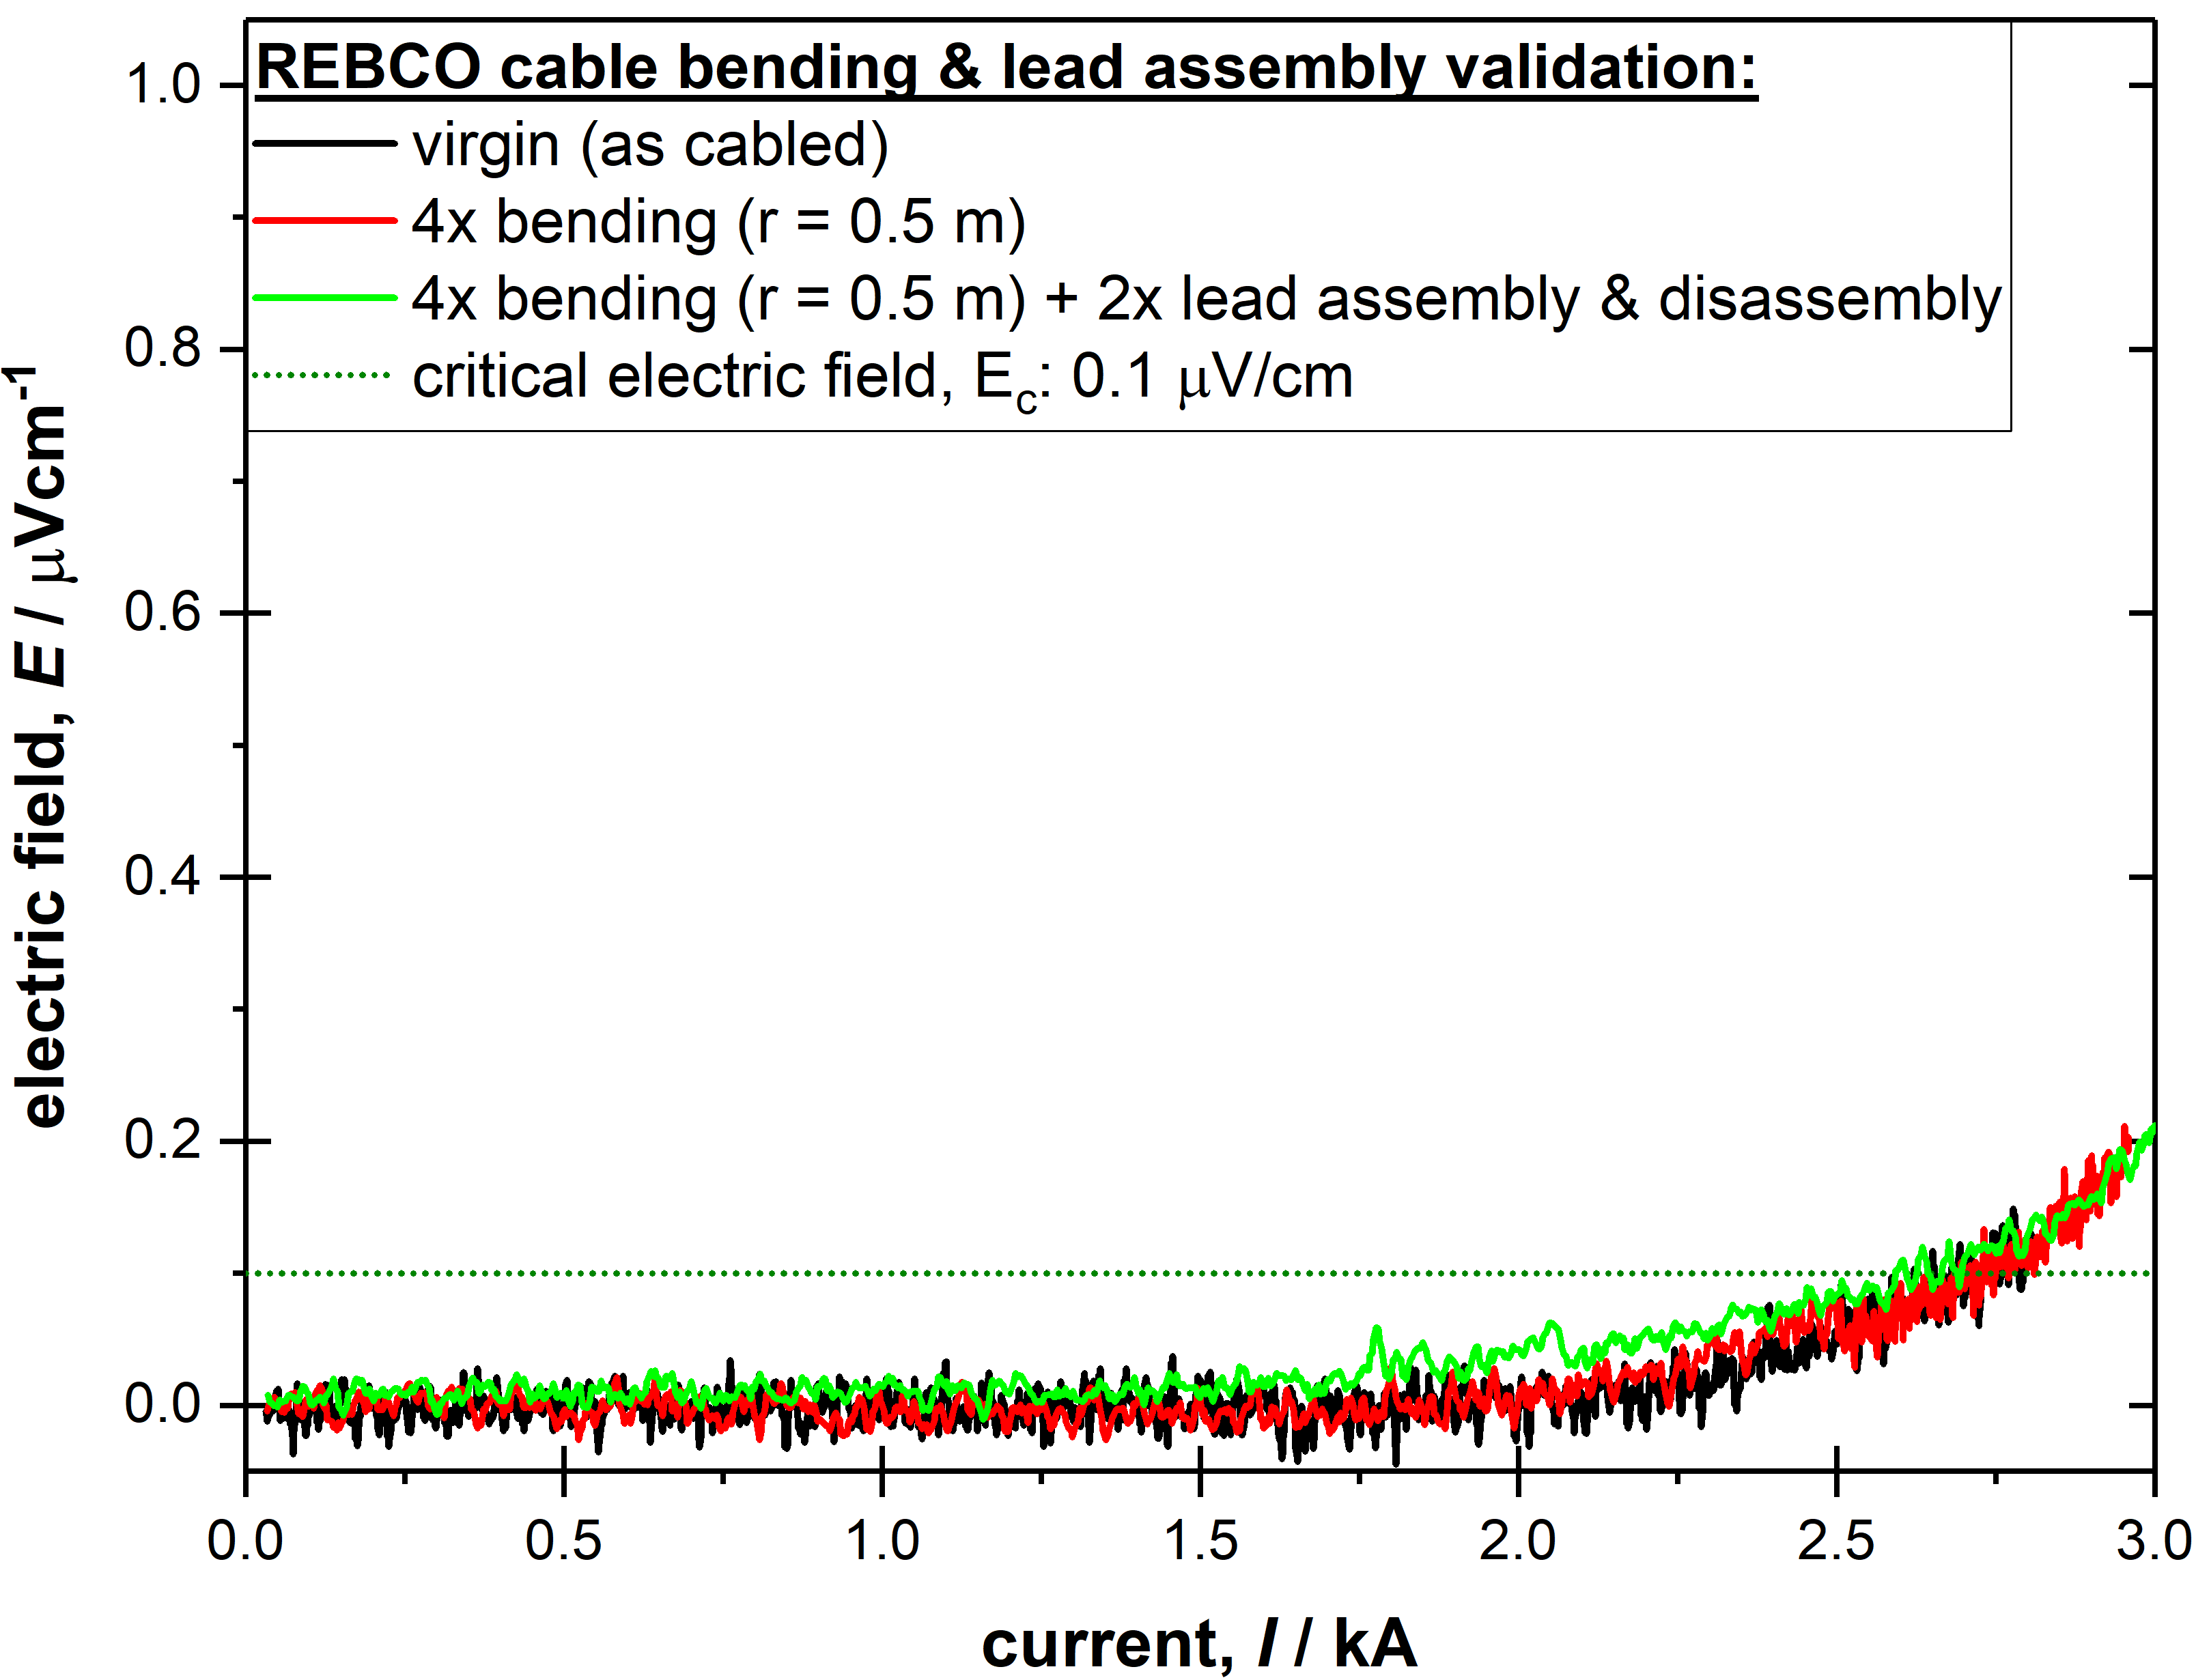 REBCO cable bending & lead assembly validation:
virgin (as cabled)
4x bending (r = 0.5 m)
4x bending (r = 0.5 m) + 2x lead assembly & disassembly
critical electric field, Ec: 0.1 μV/cm
electric field, E / μVcm-1
1.0
0.8
0.6
0.4
0.2
0.0
0.0 0.5 1.0 1.5 2.0 2.5 3.0
current, I / kA